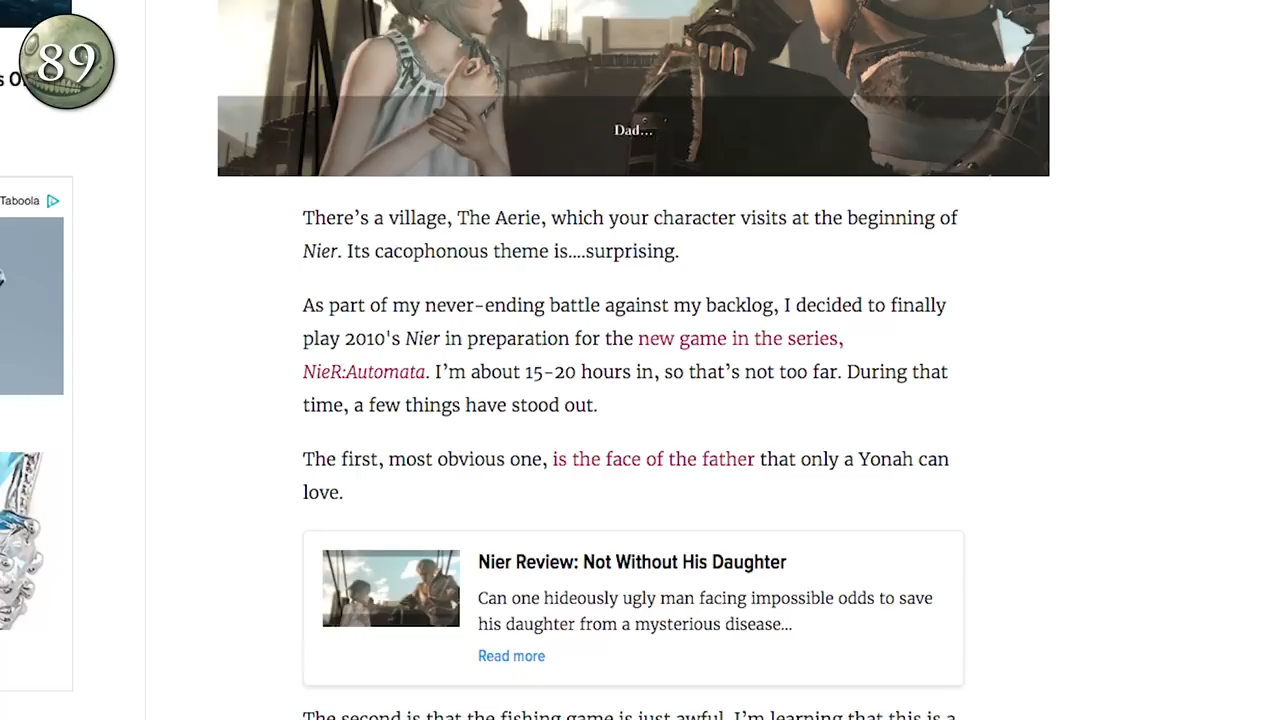 89
Dad...
Taboola
There's a village, The Aerie, which your character visits at the beginning of
Nier. Its cacophonous theme is....surprising.
As part of my never-ending battle against my backlog, I decided to finally
play 2010's Nier in preparation for the new game in the series,
NieR:Automata. I'm about 15-20 hours in, so that's not too far. During that
time, a few things have stood out.
The first, most obvious one, is the face of the father that only a Yonah can
love.
Nier Review: Not Without His Daughter
Can one hideously ugly man facing impossible odds to save
his daughter from a mysterious disease...
Read more
The second is that the fishing game is just awful. I'm learning that this is a